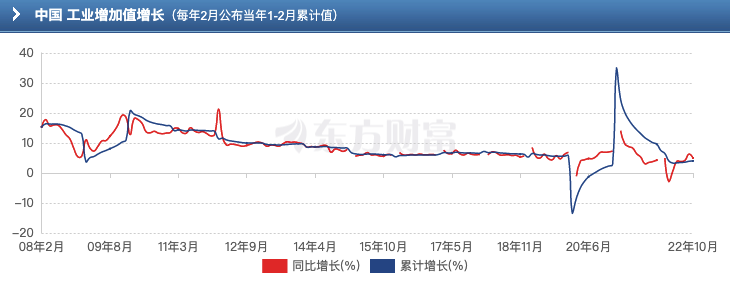 中国 工业增加值增长（每年2月公布当年1-2月累计值）
40
30
20
10
0
−10
−20
东方财富
08年2月 09年8月 11年3月 12年9月 14年4月 15年10月 17年5月 18年11月 20年6月 22年10月
同比增长(%) 累计增长(%)